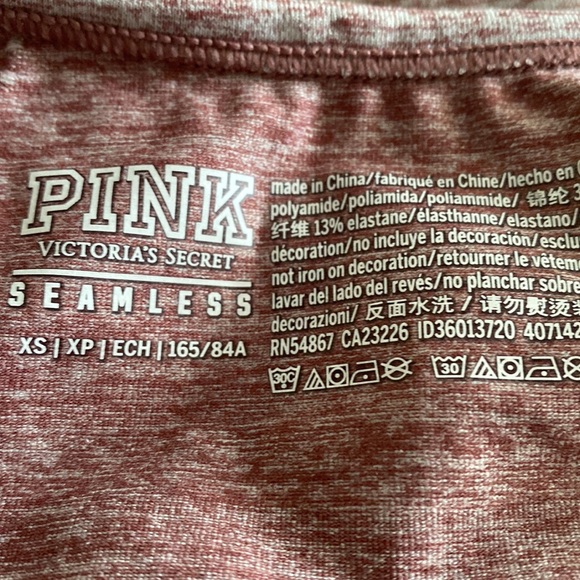 PINK
VICTORIA'S SECRET
SEAMLESS
XS | XP | ECH | 165/84A
made in China/fabriqué en Chine/hecho en
polyamide/poliamida/poliammide/ 锦纶
纤维 13% elastane/élasthanne/elastano/
décoration/no incluye la decoración/esclu
not iron on decoration/retourner le vêteme
lavar del lado del revés/no planchar sobre
decorazioni/ 反面水洗 / 请勿熨烫
RN54867 CA23226 ID36013720 407142
30C
30